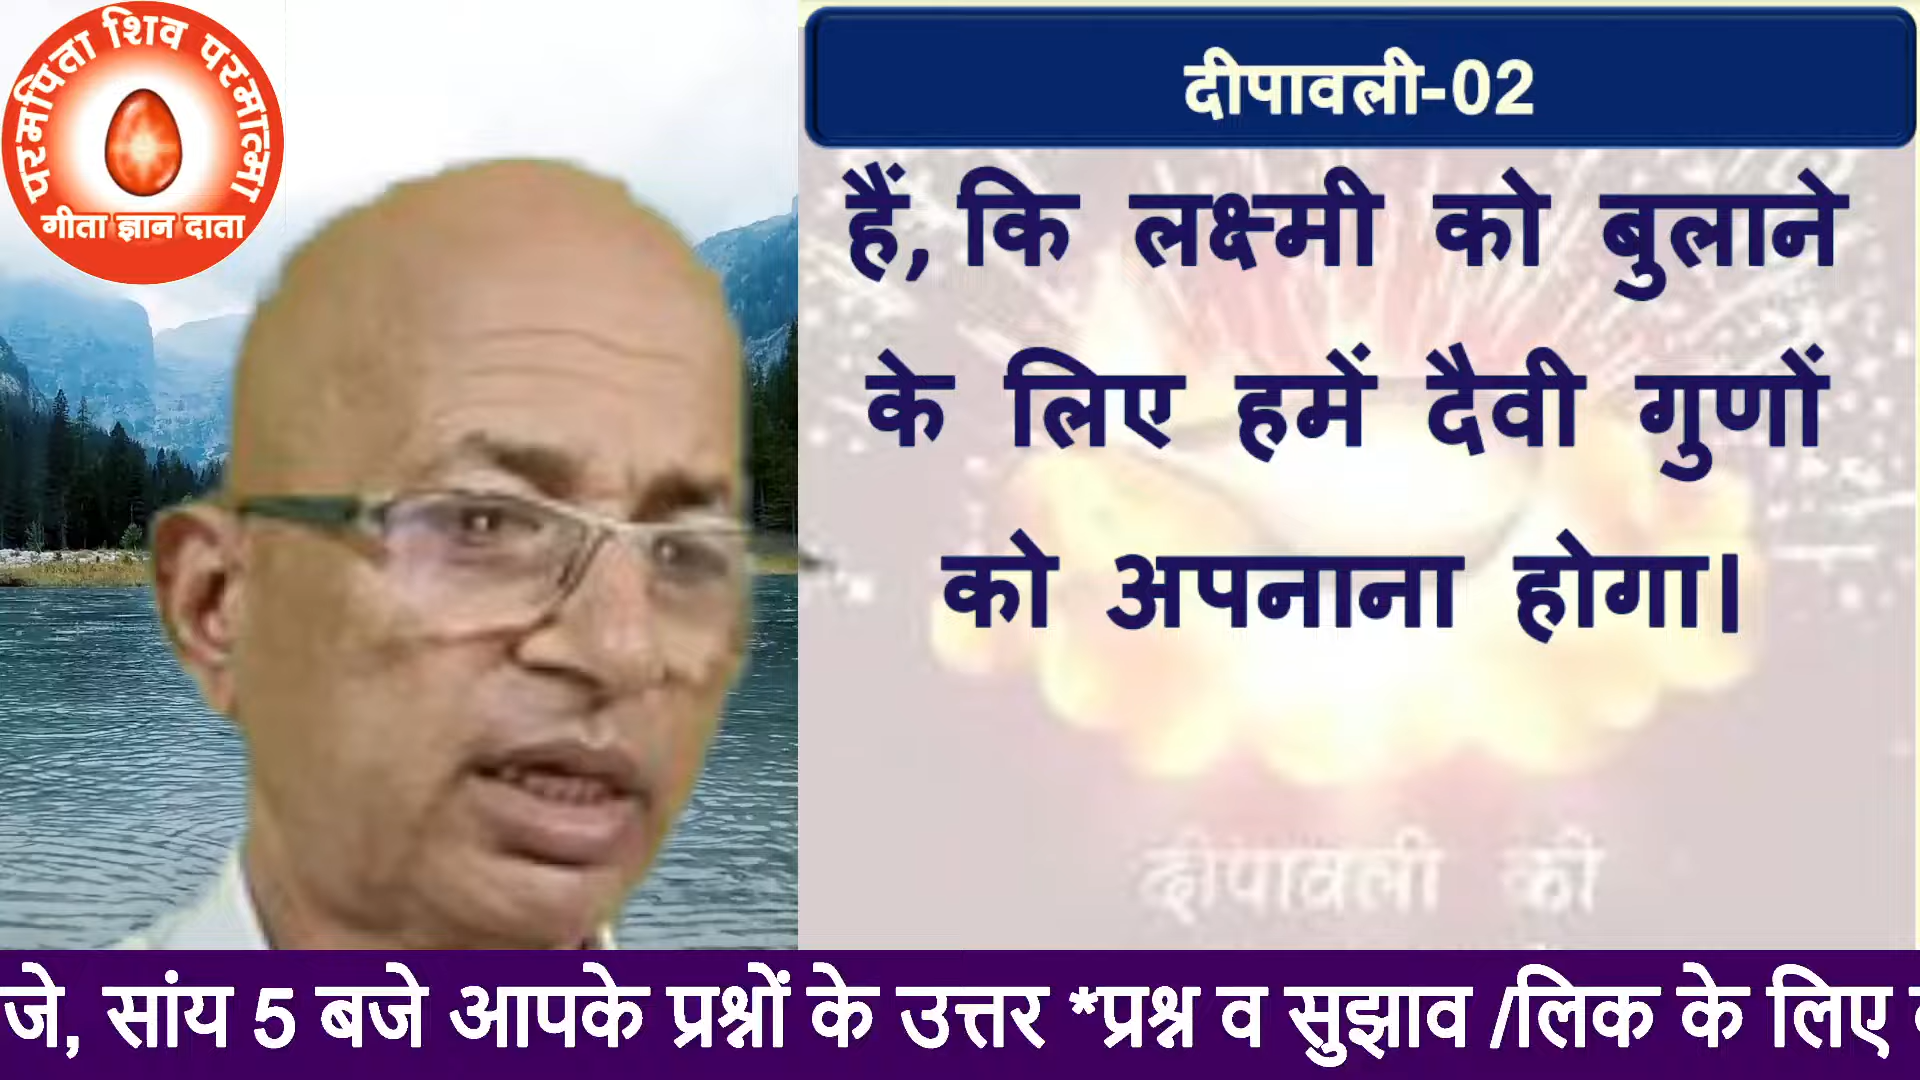 परमपिता शिव परमात्मा
गीता ज्ञान दाता
दीपावली-02
हैं, कि लक्ष्मी को बुलाने
के लिए हमें दैवी गुणों
को अपनाना होगा।
दीपावली की
जे, सांय 5 बजे आपके प्रश्नों के उत्तर *प्रश्न व सुझाव /लिक के लिए